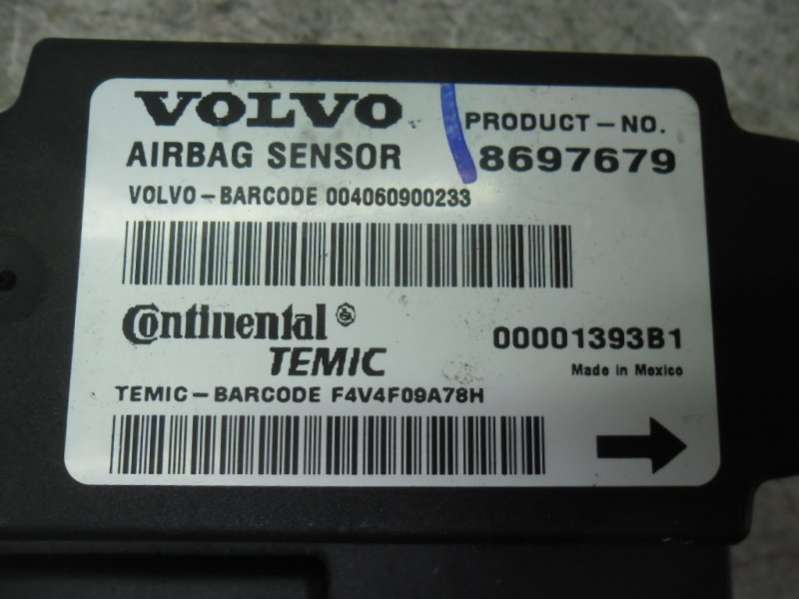 VOLVO
PRODUCT-NO.
AIRBAG SENSOR
8697679
VOLVO-BARCODE 004060900233
Continental
TEMIC
00001393B1
Made in Mexico
TEMIC-BARCODE F4V4F09A78H